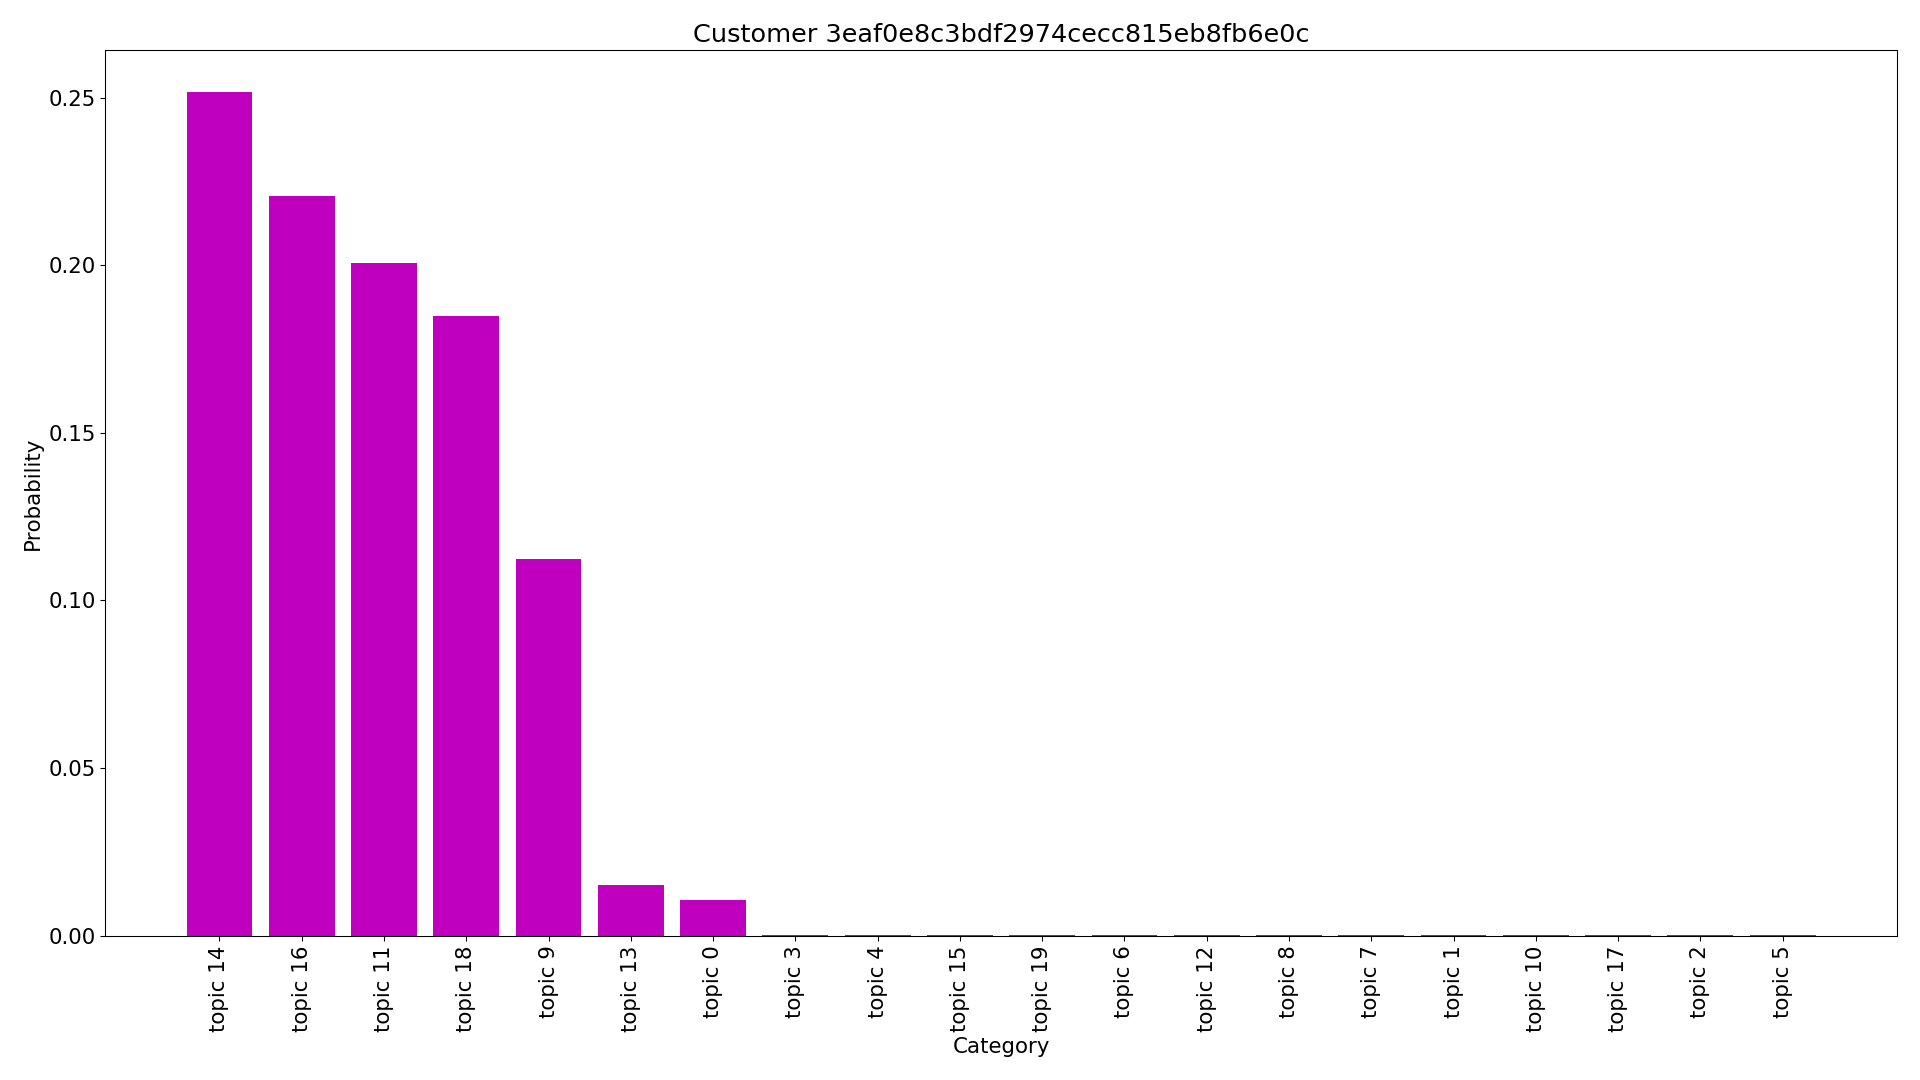 Customer 3eaf0e8c3bdf2974cecc815eb8fb6e0c
Probability
0.25
0.20
0.15
0.10
0.05
0.00
topic 14
topic 16
topic 11
topic 18
topic 9
topic 13
topic 0
topic 3
topic 4
topic 15
topic 19
topic 6
topic 12
topic 8
topic 7
topic 1
topic 10
topic 17
topic 2
topic 5
Category